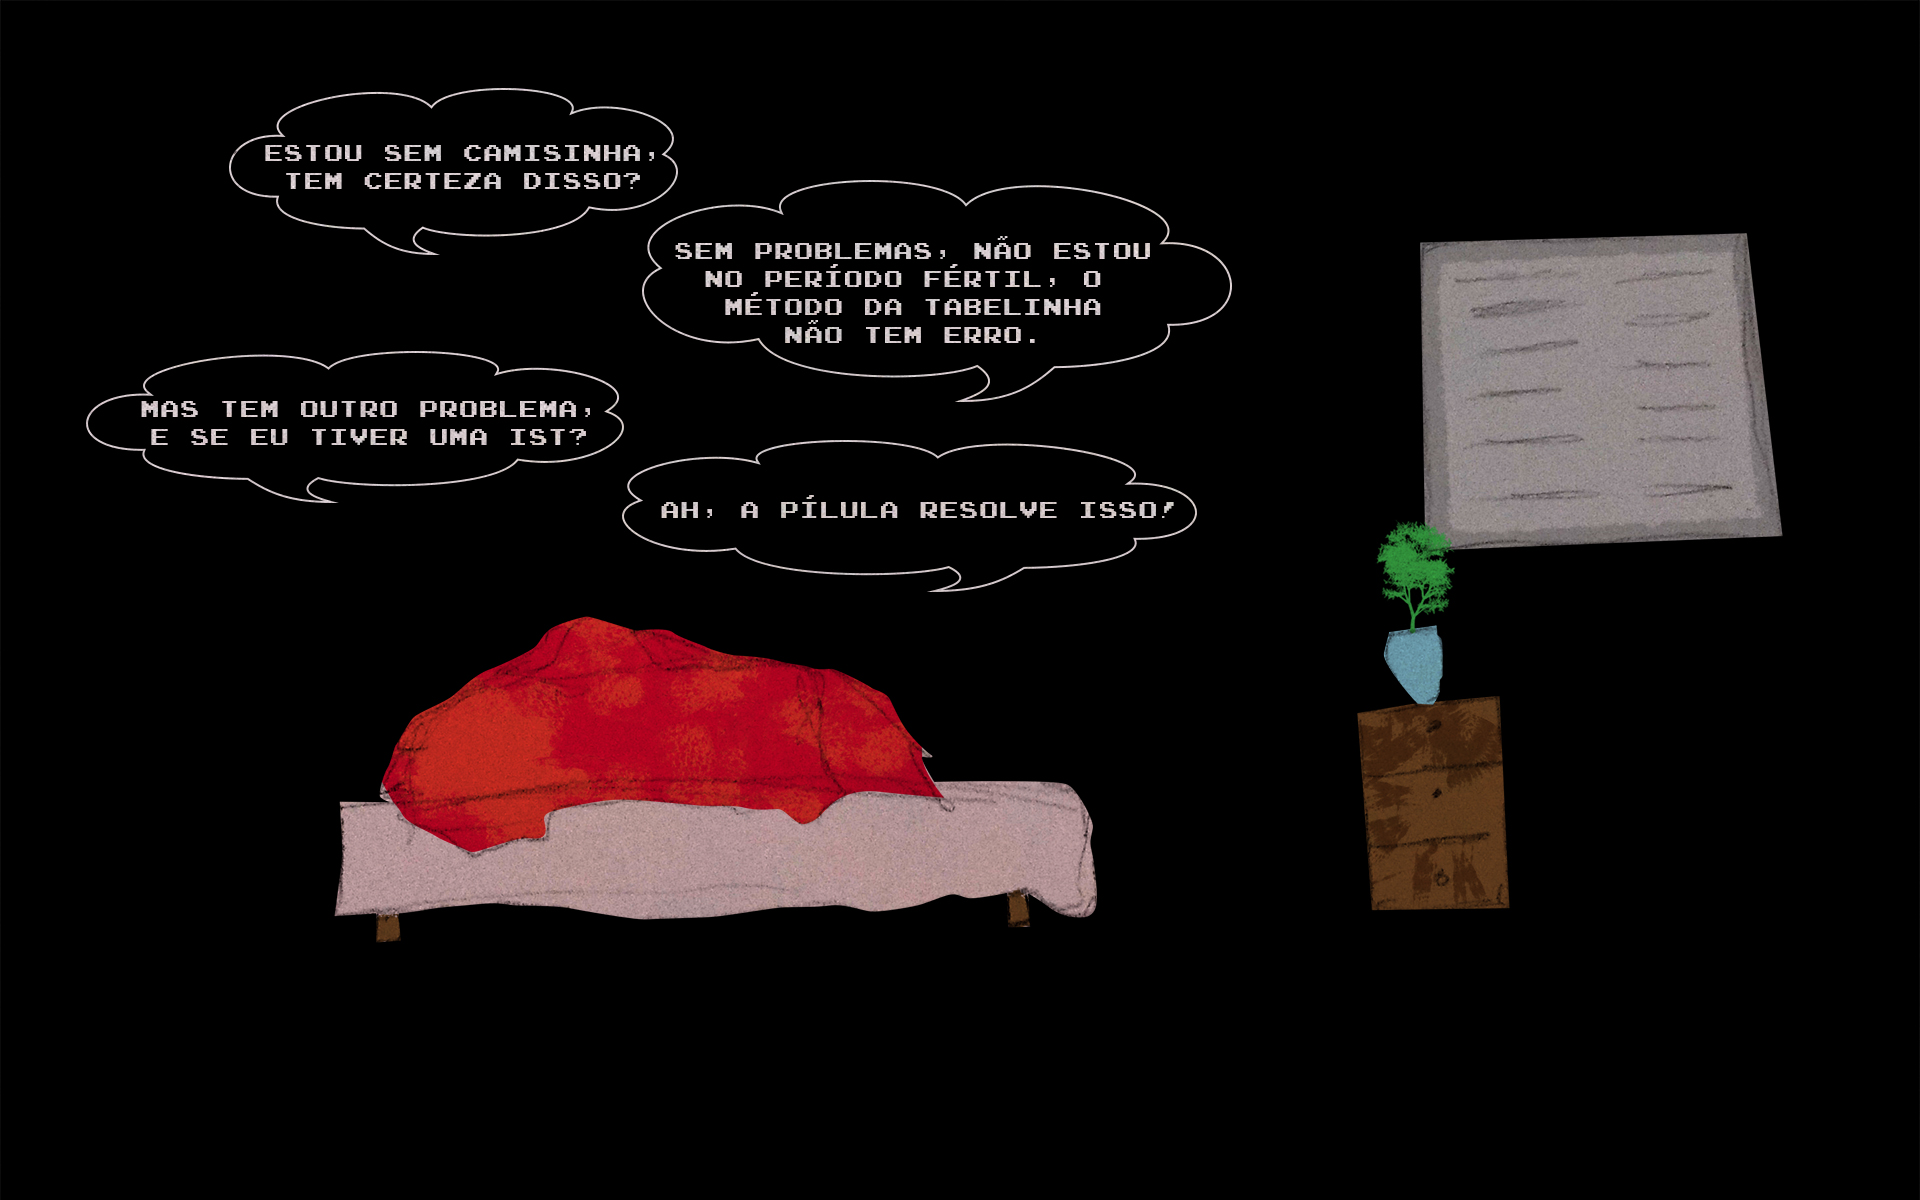 ESTOU SEM CAMISINHA,
TEM CERTEZA DISSO?
SEM PROBLEMAS, NÃO ESTOU
NO PERÍODO FÉRTIL, O
MÉTODO DA TABELINHA
NÃO TEM ERRO.
MAS TEM OUTRO PROBLEMA,
E SE EU TIVER UMA IST?
AH, A PÍLULA RESOLVE ISSO!